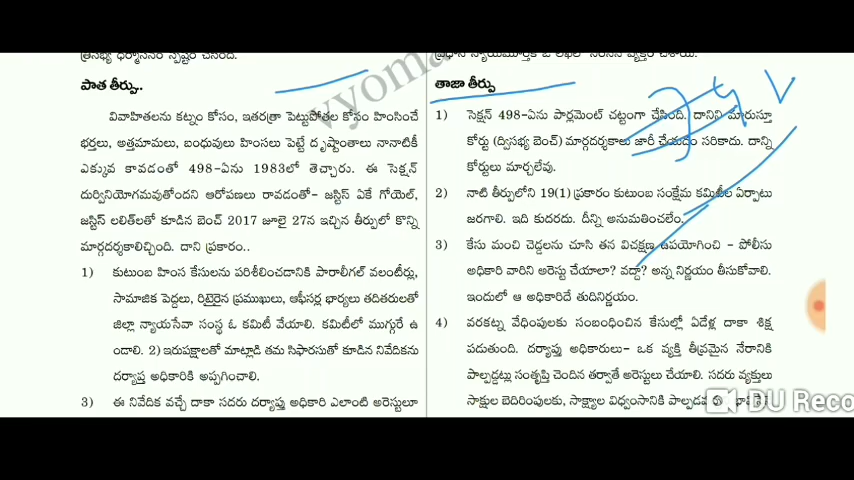 త్రిసభ్య ధర్మాసనం స్పష్టం చేసింది.
పాత తీర్పు..
వివాహితలను కట్నం కోసం, ఇతరత్రా పెట్టుపోతల కోసం హింసించే
భర్తలు, అత్తమామలు, బంధువులు హింసలు పెట్టే దృష్టాంతాలు నానాటికీ
ఎక్కువ కావడంతో 498-ఏను 1983లో తెచ్చారు. ఈ సెక్షన్
దుర్వినియోగమవుతోందని ఆరోపణలు రావడంతో- జస్టిస్ ఏకే గోయెల్,
జస్టిస్ లలిత్‌లతో కూడిన బెంచ్ 2017 జూలై 27న ఇచ్చిన తీర్పులో కొన్ని
మార్గదర్శకాలిచ్చింది. దాని ప్రకారం..
1) కుటుంబ హింస కేసులను పరిశీలించడానికి పారాలీగల్ వలంటీర్లు,
సామాజిక పెద్దలు, రిటైరైన ప్రముఖులు, ఆఫీసర్ల భార్యలు తదితరులతో
జిల్లా న్యాయసేవా సంస్థ ఓ కమిటీ వేయాలి. కమిటీలో ముగ్గురే ఉ
ండాలి. 2) ఇరుపక్షాలతో మాట్లాడి తమ సిఫారసుతో కూడిన నివేదికను
దర్యాప్త అధికారికి అప్పగించాలి.
3) ఈ నివేదిక వచ్చే దాకా సదరు దర్యాప్తు అధికారి ఎలాంటి అరెస్టులూ
తాజా తీర్పు
1) సెక్షన్ 498-ఏను పార్లమెంట్ చట్టంగా చేసింది. దానిని మారుస్తూ
కోర్టు (ద్విసభ్య బెంచ్) మార్గదర్శకాలు జారీ చేయడం సరికాదు. దాన్ని
కోర్టులు మార్చలేవు.
2) నాటి తీర్పులోని 19(1) ప్రకారం కుటుంబ సంక్షేమ కమిటీల ఏర్పాటు
జరగాలి. ఇది కుదరదు. దీన్ని అనుమతించలేం.
3) కేసు మంచి చెడ్డలను చూసి తన విచక్షణ ఉపయోగించి - పోలీసు
అధికారి వారిని అరెస్టు చేయాలా? వద్దా? అన్న నిర్ణయం తీసుకోవాలి.
ఇందులో ఆ అధికారిదే తుదినిర్ణయం.
4) వరకట్న వేధింపులకు సంబంధించిన కేసుల్లో ఏడేళ్ల దాకా శిక్ష
పడుతుంది. దర్యాప్తు అధికారులు- ఒక వ్యక్తి తీవ్రమైన నేరానికి
పాల్పడ్డట్లు సంతృప్తి చెందిన తర్వాతే అరెస్టులు చేయాలి. సదరు వ్యక్తులు
సాక్షుల బెదిరింపులకు, సాక్ష్యాల విధ్వంసానికి
vyoma
DU Reco